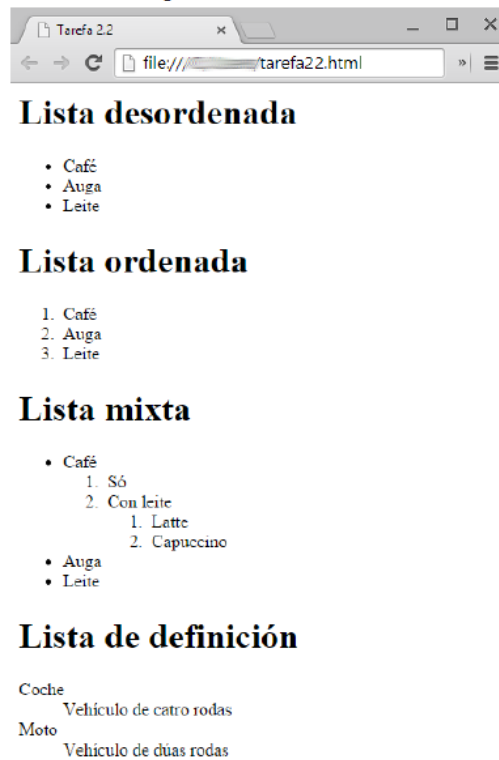 Tarefa 2.2
file:///tarefa22.html
Lista desordenada
• Café
• Auga
• Leite
Lista ordenada
1. Café
2. Auga
3. Leite
Lista mixta
• Café
1. Só
2. Con leite
1. Latte
2. Capuccino
• Auga
• Leite
Lista de definición
Coche
Vehículo de catro rodas
Moto
Vehículo de dúas rodas